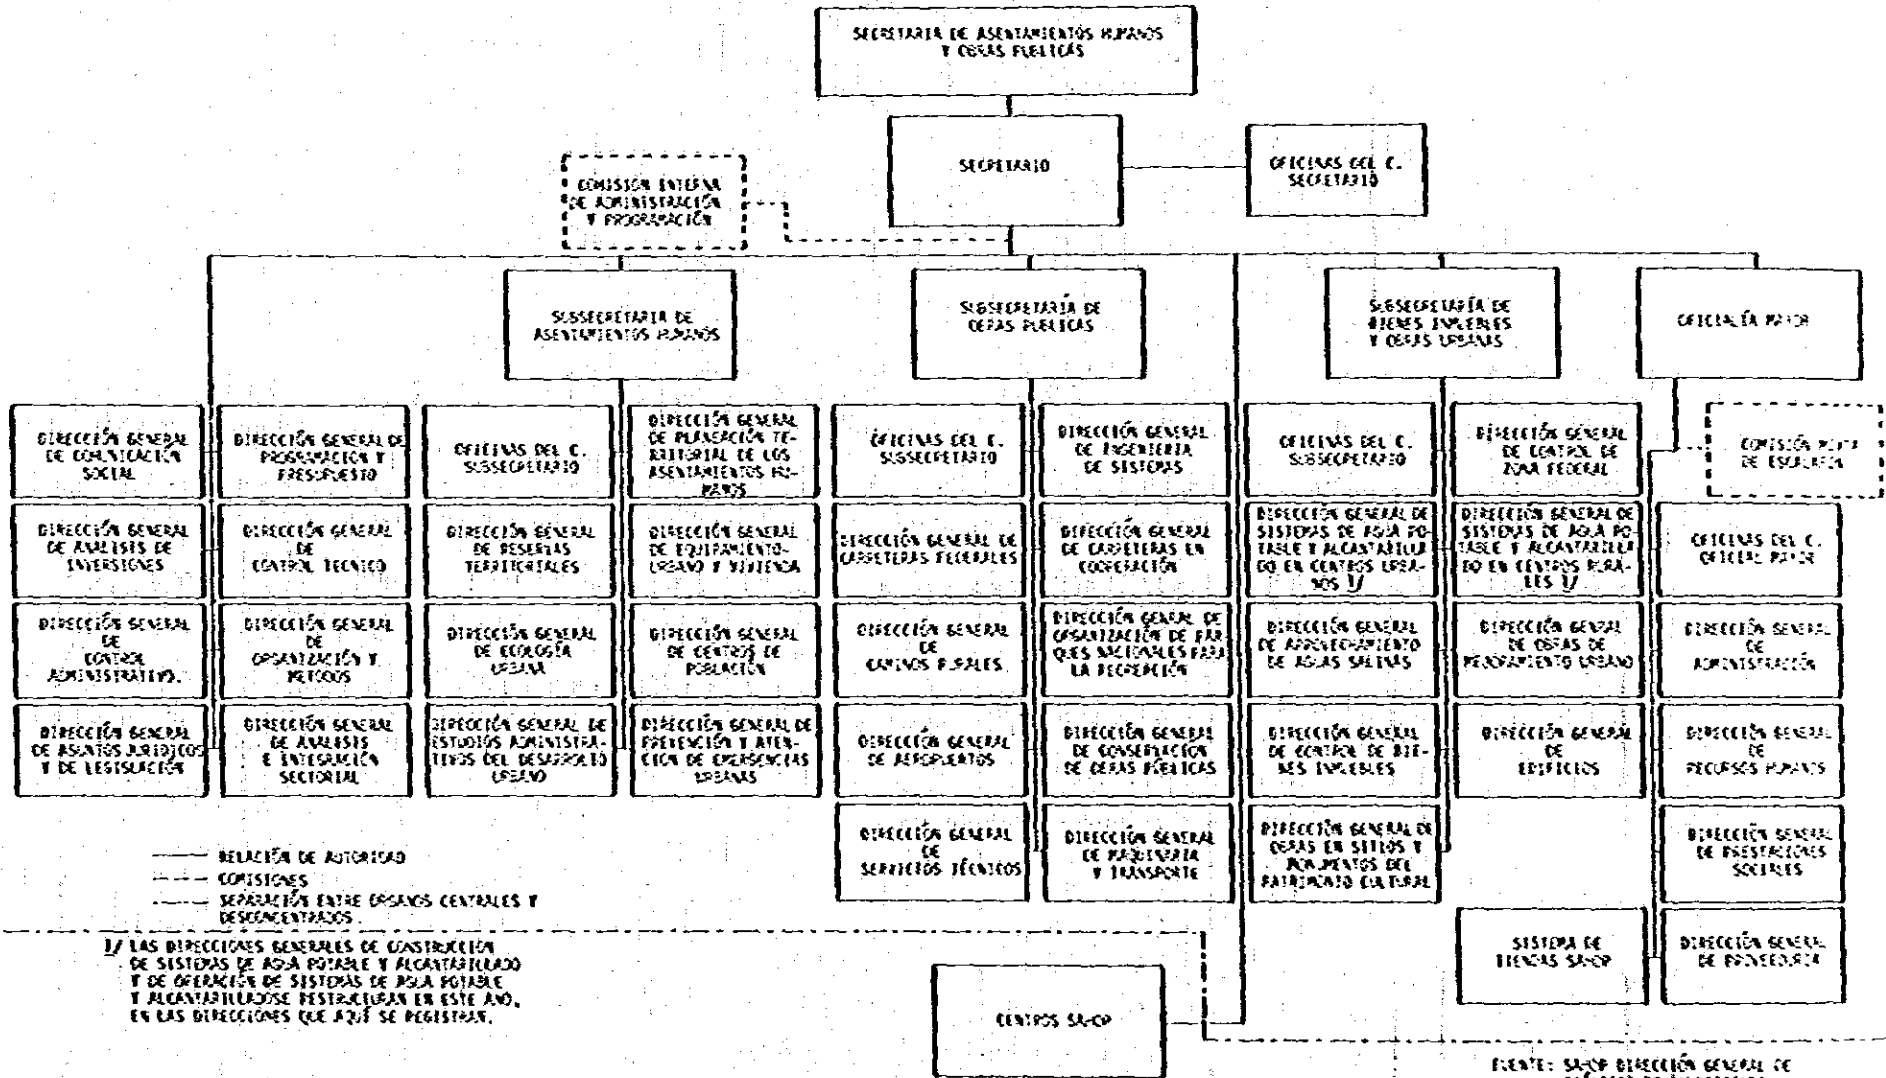 SECRETARIA DE ASENTAMIENTOS HUMANOS
Y OBRAS PUBLICAS
SECRETARIO
OFICINAS DEL C.
SECRETARIO
COMISIÓN INTERNA
DE ADMINISTRACIÓN
Y PROGRAMACIÓN
SUBSECRETARIA DE
ASENTAMIENTOS HUMANOS
SUBSECRETARÍA DE
OBRAS PUBLICAS
SUBSECRETARÍA DE
BIENES INMUEBLES
Y OBRAS URBANAS
OFICIALÍA MAYOR
DIRECCIÓN GENERAL
DE COMUNICACIÓN
SOCIAL
DIRECCIÓN GENERAL DE
PROGRAMACIÓN Y
PRESUPUESTO
OFICINAS DEL C.
SUBSECRETARIO
DIRECCIÓN GENERAL
DE PLANEACIÓN TE-
RRITORIAL DE LOS
ASENTAMIENTOS HU-
MANOS
OFICINAS DEL C.
SUBSECRETARIO
DIRECCIÓN GENERAL
DE INGENIERIA
DE SISTEMAS
OFICINAS DEL C.
SUBSECRETARIO
DIRECCIÓN GENERAL
DE CONTROL DE
ZONA FEDERAL
COMISIÓN MIXTA
DE ESCALAFÓN
DIRECCIÓN GENERAL
DE ANALISIS DE
INVERSIONES
DIRECCIÓN GENERAL
DE
CONTROL TECNICO
DIRECCIÓN GENERAL
DE RESERVAS
TERRITORIALES
DIRECCIÓN GENERAL
DE EQUIPAMIENTO-
URBANO Y VIVIENDA
DIRECCIÓN GENERAL DE
CARRETERAS FEDERALES
DIRECCIÓN GENERAL
DE CARRETERAS EN
COOPERACIÓN
DIRECCIÓN GENERAL DE
SISTEMAS DE AGUA PO-
TABLE Y ALCANTARILLA
DO EN CENTROS URBA-
NOS 1/
DIRECCIÓN GENERAL DE
SISTEMAS DE AGUA PO-
TABLE Y ALCANTARILLA
DO EN CENTROS RURA-
LES 1/
OFICINAS DEL C.
OFICIAL MAYOR
DIRECCIÓN GENERAL
DE
CONTROL
ADMINISTRATIVO.
DIRECCIÓN GENERAL
DE
ORGANIZACIÓN Y
METODOS
DIRECCIÓN GENERAL
DE ECOLOGÍA
URBANA
DIRECCIÓN GENERAL
DE CENTROS DE
POBLACIÓN
DIRECCIÓN GENERAL
DE
CAMINOS RURALES
DIRECCIÓN GENERAL DE
ORGANIZACIÓN DE PAR
QUES NACIONALES PARA
LA RECREACIÓN
DIRECCIÓN GENERAL
DE APROVECHAMIENTO
DE AGUAS SALINAS
DIRECCIÓN GENERAL
DE OBRAS DE
MEJORAMIENTO URBANO
DIRECCIÓN GENERAL
DE
ADMINISTRACIÓN
DIRECCIÓN GENERAL
DE ASUNTOS JURIDICOS
Y DE LEGISLACIÓN
DIRECCIÓN GENERAL
DE ANALISIS
E INTEGRACIÓN
SECTORIAL
DIRECCIÓN GENERAL DE
ESTUDIOS ADMINISTRA-
TIVOS DEL DESARROLLO
URBANO
DIRECCIÓN GENERAL DE
PREVENCIÓN Y ATEN-
CION DE EMERGENCIAS
URBANAS
DIRECCIÓN GENERAL
DE AEROPUERTOS
DIRECCIÓN GENERAL
DE CONSERVACION
DE OBRAS PÚBLICAS
DIRECCIÓN GENERAL
DE CONTROL DE BIE-
NES INMUEBLES
DIRECCIÓN GENERAL
DE
EDIFICIOS
DIRECCIÓN GENERAL
DE
RECURSOS HUMANOS
DIRECCIÓN GENERAL
DE
SERVICIOS TÉCNICOS
DIRECCIÓN GENERAL
DE MAQUINARIA
Y TRANSPORTE
DIRECCIÓN GENERAL DE
OBRAS EN SITIOS Y
MONUMENTOS DEL
PATRIMONIO CULTURAL
DIRECCIÓN GENERAL
DE PRESTACIONES
SOCIALES
RELACIÓN DE AUTORIDAD
COMISIONES
SEPARACIÓN ENTRE ORGANOS CENTRALES Y
DESCONCENTRADOS.
SISTEMA DE
TIENDAS SAHOP
DIRECCIÓN GENERAL
DE PROVEEDURIA
1/ LAS DIRECCIONES GENERALES DE CONSTRUCCIÓN
DE SISTEMAS DE AGUA POTABLE Y ALCANTARILLADO
Y DE OPERACIÓN DE SISTEMAS DE AGUA POTABLE
Y ALCANTARILLADOSE RESTRUCTURAN EN ESTE AÑO,
EN LAS DIRECCIONES QUE AQUÍ SE REGISTRAN.
CENTROS SAHOP
FUENTE: SAHOP DIRECCIÓN GENERAL DE